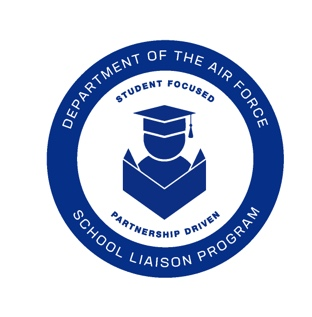 DEPARTMENT OF THE AIR FORCE
STUDENT FOCUSED
PARTNERSHIP DRIVEN
SCHOOL LIAISON PROGRAM